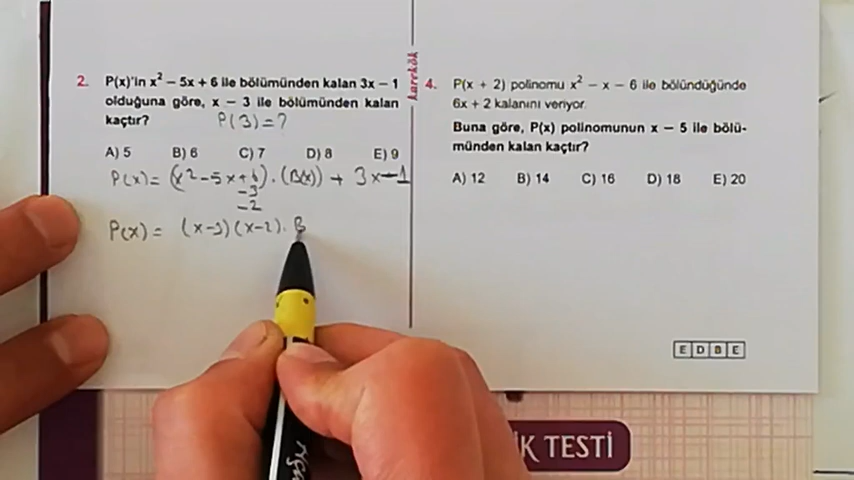 2. P(x)'in x² – 5x + 6 ile bölümünden kalan 3x – 1
olduğuna göre, x – 3 ile bölümünden kalan
kaçtır?
P(3) = ?
A) 5 B) 6 C) 7 D) 8 E) 9
P(x) = (x² – 5x + 6) . (B(x)) + 3x – 1
–3
–2
P(x) = (x–3) (x–2) . B
karekök
4. P(x + 2) polinomu x² – x – 6 ile bölündüğünde
6x + 2 kalanını veriyor.
Buna göre, P(x) polinomunun x – 5 ile bölü-
münden kalan kaçtır?
A) 12 B) 14 C) 16 D) 18 E) 20
E D B E
K TESTİ